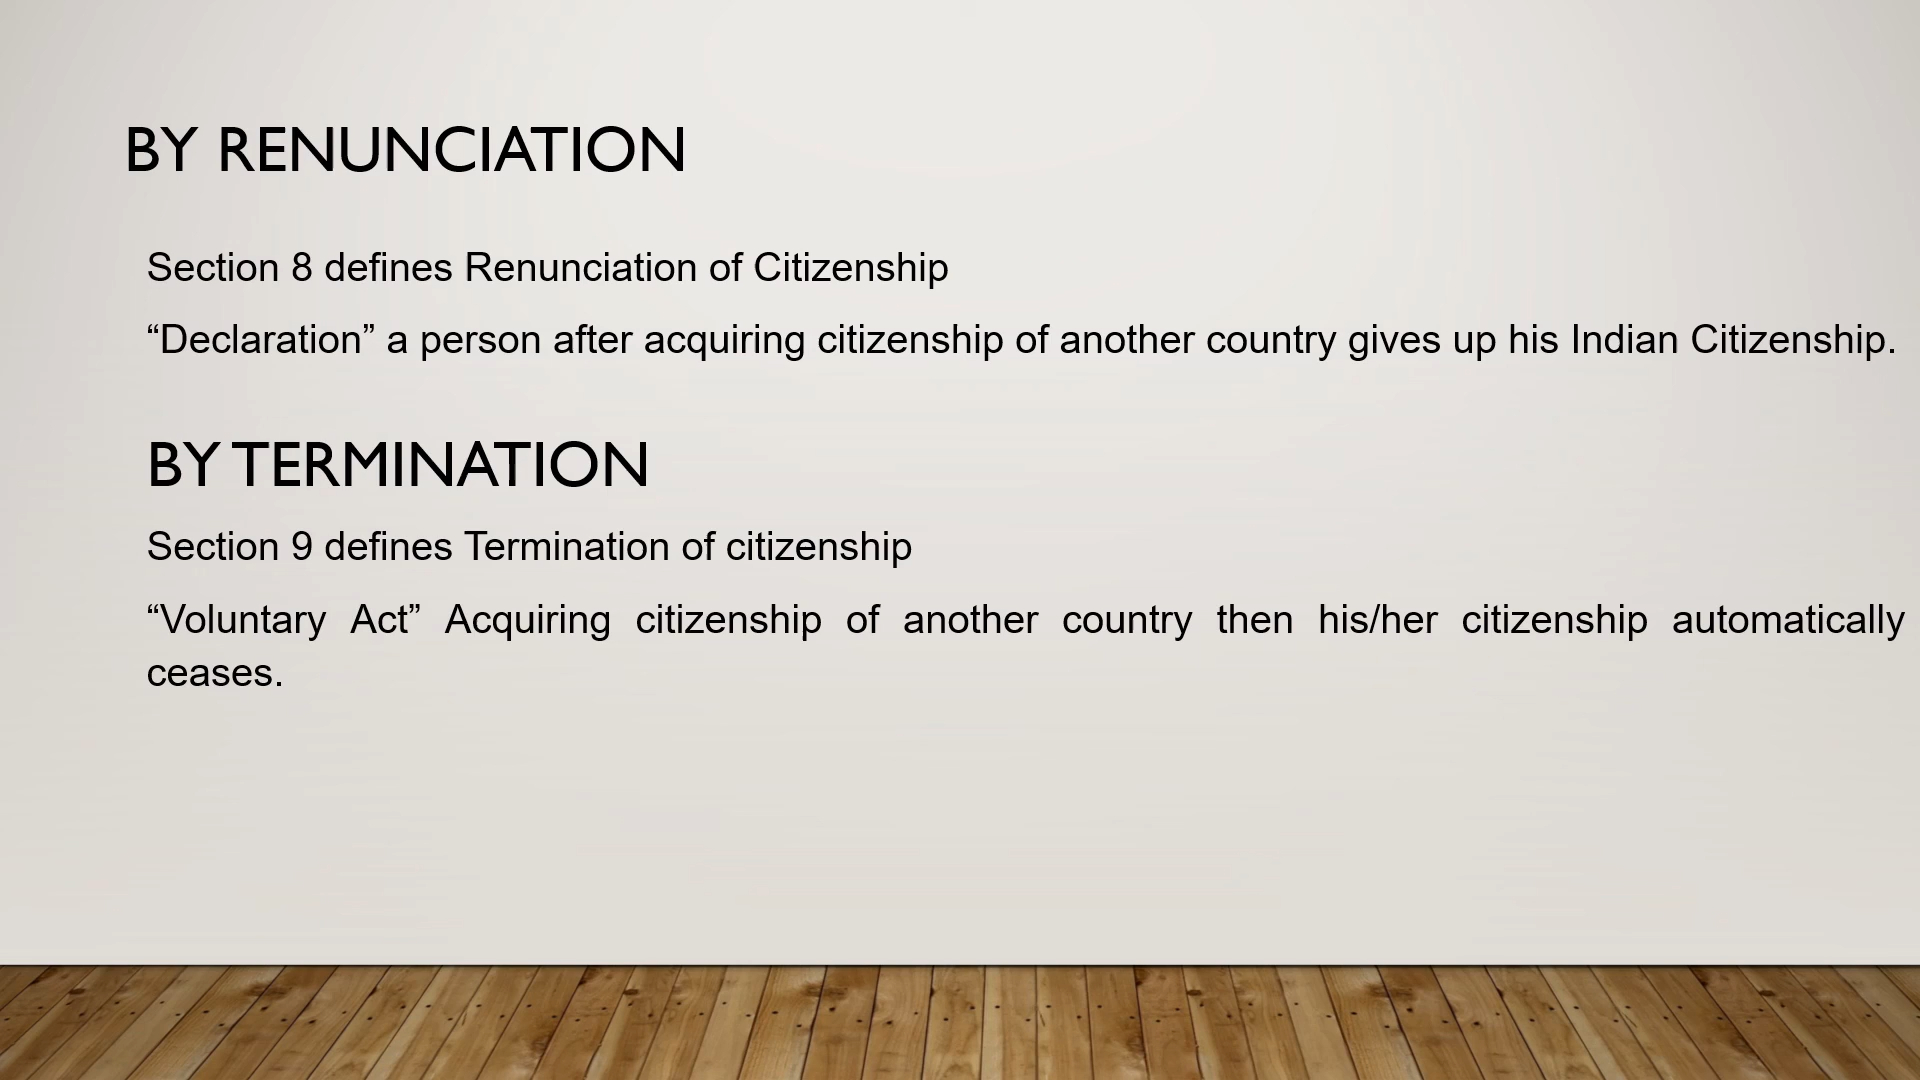 BY RENUNCIATION
Section 8 defines Renunciation of Citizenship
“Declaration” a person after acquiring citizenship of another country gives up his Indian Citizenship.
BY TERMINATION
Section 9 defines Termination of citizenship
“Voluntary Act” Acquiring citizenship of another country then his/her citizenship automatically
ceases.